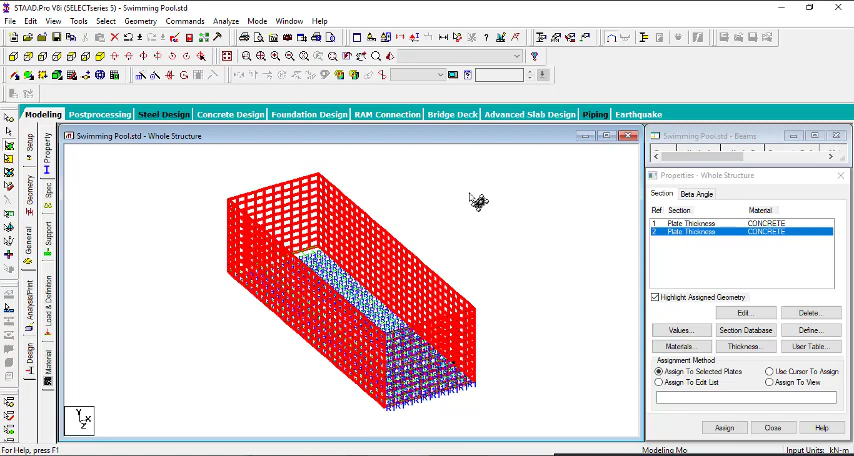 STAAD.Pro V8i (SELECTseries 5) - Swimming Pool.std
File Edit View Tools Select Geometry Commands Analyze Mode Window Help
Modeling Postprocessing Steel Design Concrete Design Foundation Design RAM Connection Bridge Deck Advanced Slab Design Piping Earthquake
Setup
Geometry
General
Analysis/Print
Design
Property
Spec
Support
Load & Definition
Material
Swimming Pool.std - Whole Structure
Y
X
Z
Swimming Pool.std - Beams
Properties - Whole Structure
Section Beta Angle
Ref Section Material
1 Plate Thickness CONCRETE
2 Plate Thickness CONCRETE
Highlight Assigned Geometry
Edit... Delete...
Values... Section Database Define...
Materials... Thickness... User Table...
Assignment Method
Assign To Selected Plates Use Cursor To Assign
Assign To Edit List Assign To View
Assign Close Help
For Help, press F1 Modeling Mo Input Units: kN-m